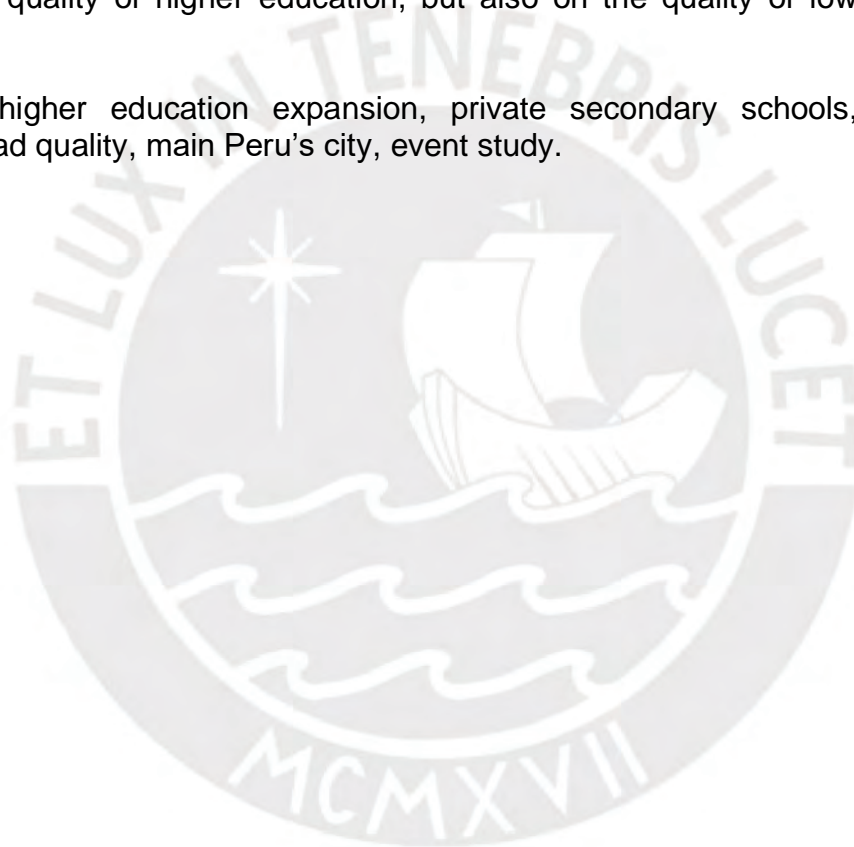 quality of higher education, but also on the quality of low
higher education expansion, private secondary schools,
ad quality, main Peru's city, event study.
ET LUX IN TENEBRIS LUCET
MCMXVII